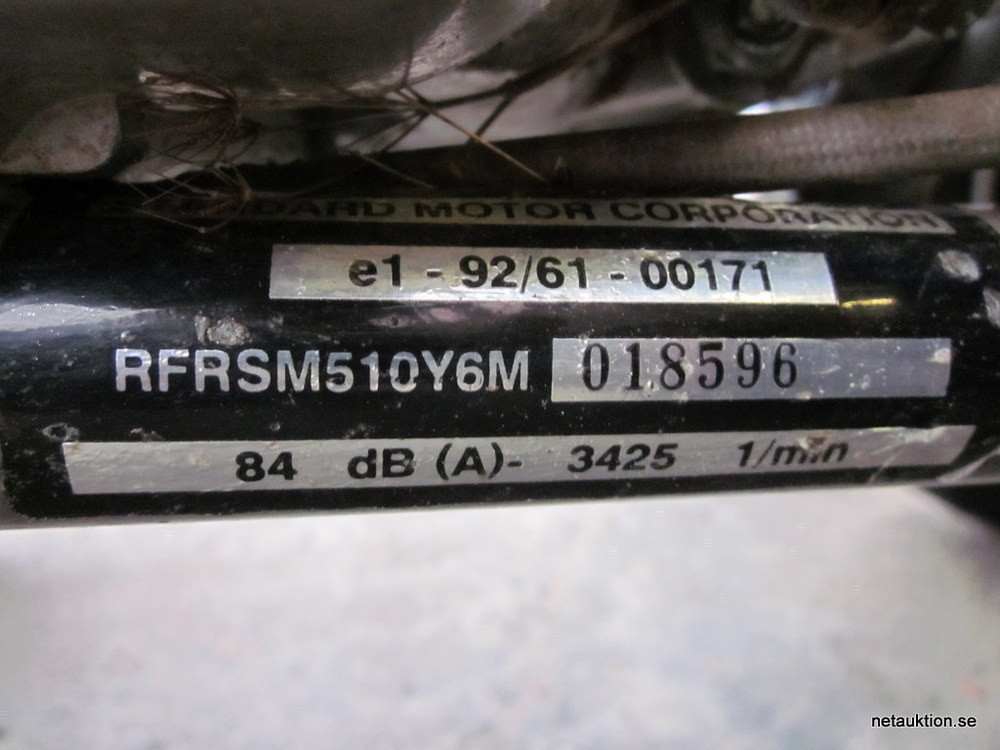 MOTOR CORPORATION
e1 - 92/61 - 00171
RFRSM510Y6M 018596
84 dB (A)- 3425 1/min
netauktion.se